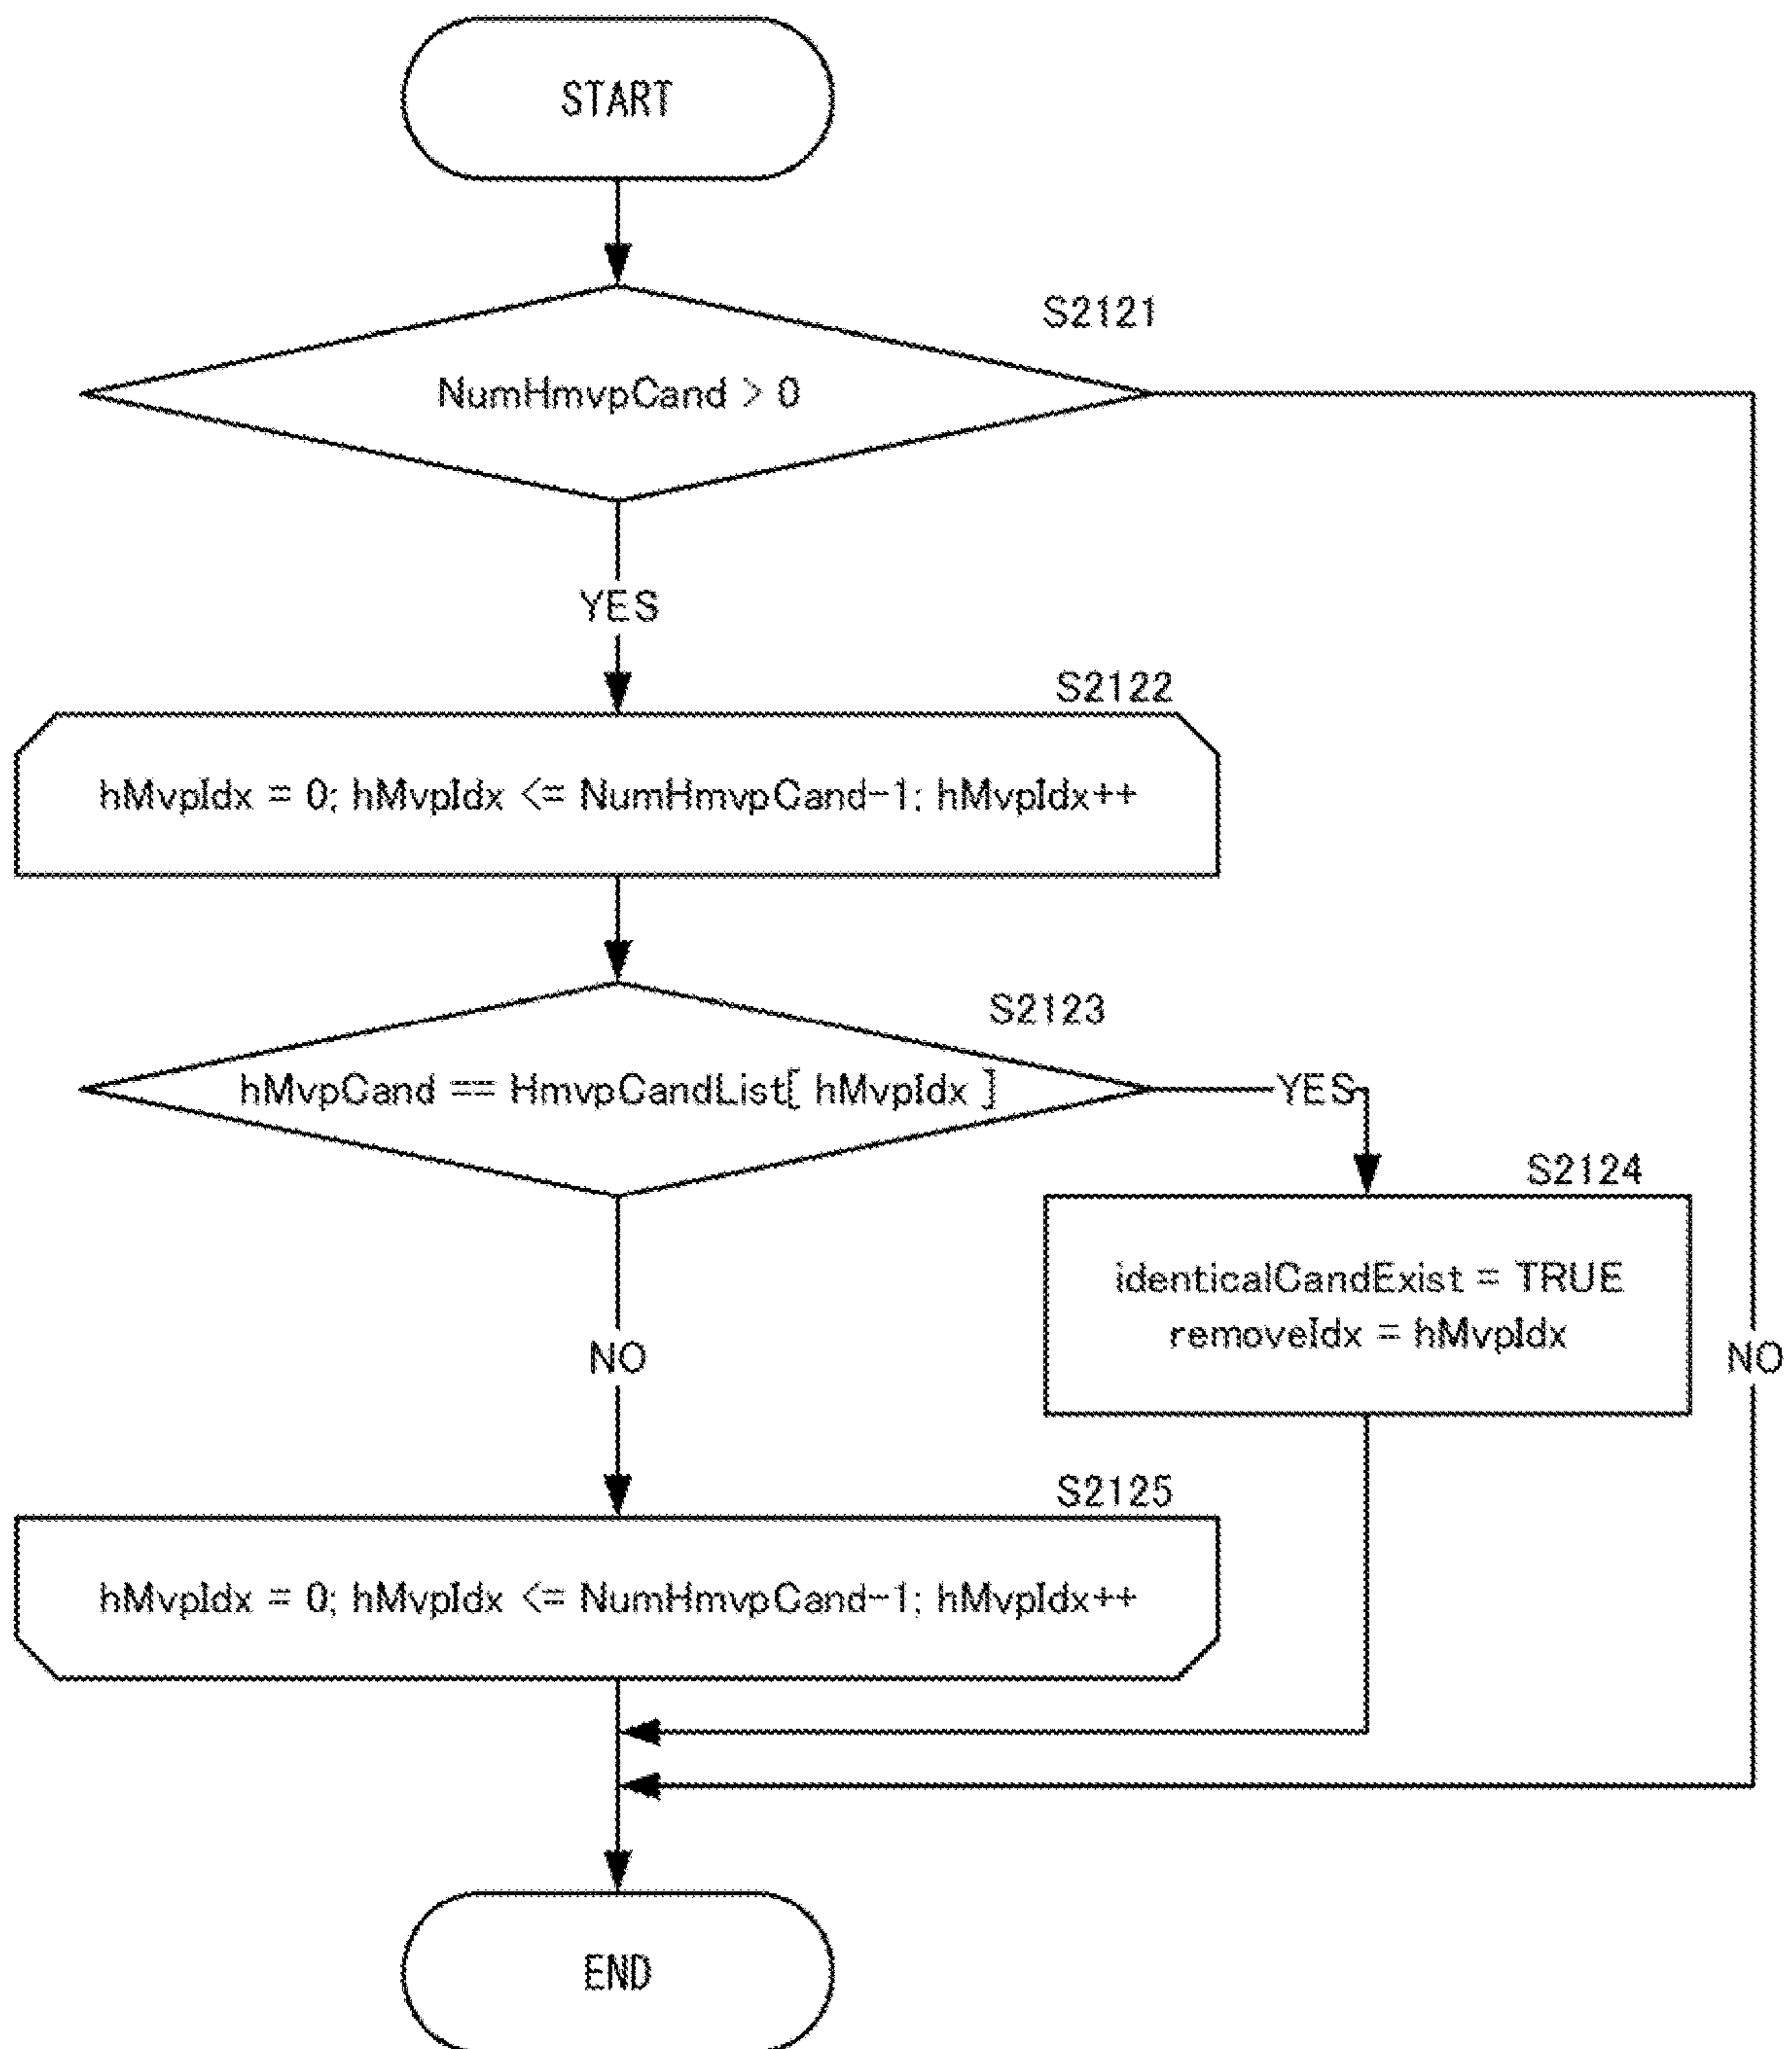 START
S2121
NumHmvpCand > 0
YES
S2122
hMvpIdx = 0; hMvpIdx <= NumHmvpCand-1; hMvpIdx++
S2123
hMvpCand == HmvpCandList[ hMvpIdx ]
YES
S2124
identicalCandExist = TRUE
removeIdx = hMvpIdx
NO
NO
S2125
hMvpIdx = 0; hMvpIdx <= NumHmvpCand-1; hMvpIdx++
END